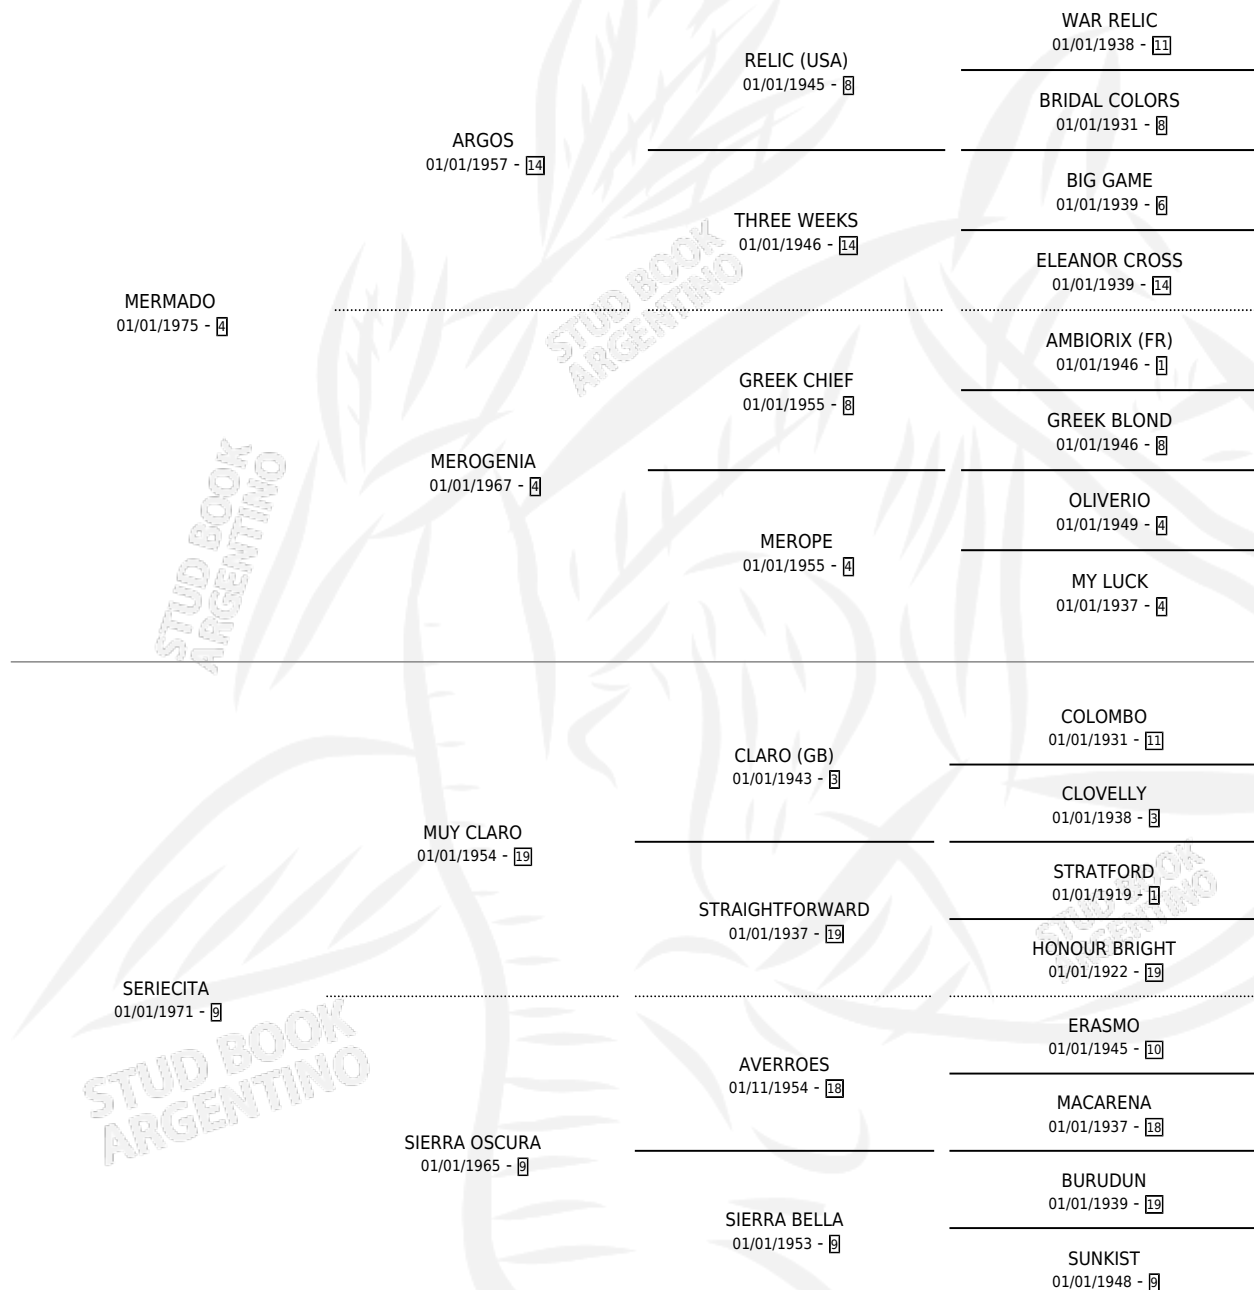 WAR RELIC
01/01/1938 - 11
RELIC (USA)
01/01/1945 - 8
BRIDAL COLORS
01/01/1931 - 8
ARGOS
01/01/1957 - 14
BIG GAME
01/01/1939 - 6
THREE WEEKS
01/01/1946 - 14
ELEANOR CROSS
01/01/1939 - 14
MERMADO
01/01/1975 - 4
STUD BOOK
ARGENTINO
AMBIORIX (FR)
01/01/1946 - 1
GREEK CHIEF
01/01/1955 - 8
GREEK BLOND
01/01/1946 - 8
MEROGENIA
01/01/1967 - 4
OLIVERIO
01/01/1949 - 4
MEROPE
01/01/1955 - 4
MY LUCK
01/01/1937 - 4
STUD BOOK
ARGENTINO
COLOMBO
01/01/1931 - 11
CLARO (GB)
01/01/1943 - 3
CLOVELLY
01/01/1938 - 3
MUY CLARO
01/01/1954 - 19
STRATFORD
01/01/1919 - 1
STRAIGHTFORWARD
01/01/1937 - 19
STUD BOOK
ARGENTINO
HONOUR BRIGHT
01/01/1922 - 19
SERIECITA
01/01/1971 - 9
STUD BOOK
ARGENTINO
ERASMO
01/01/1945 - 10
AVERROES
01/11/1954 - 18
MACARENA
01/01/1937 - 18
SIERRA OSCURA
01/01/1965 - 9
BURUDUN
01/01/1939 - 19
SIERRA BELLA
01/01/1953 - 9
SUNKIST
01/01/1948 - 9